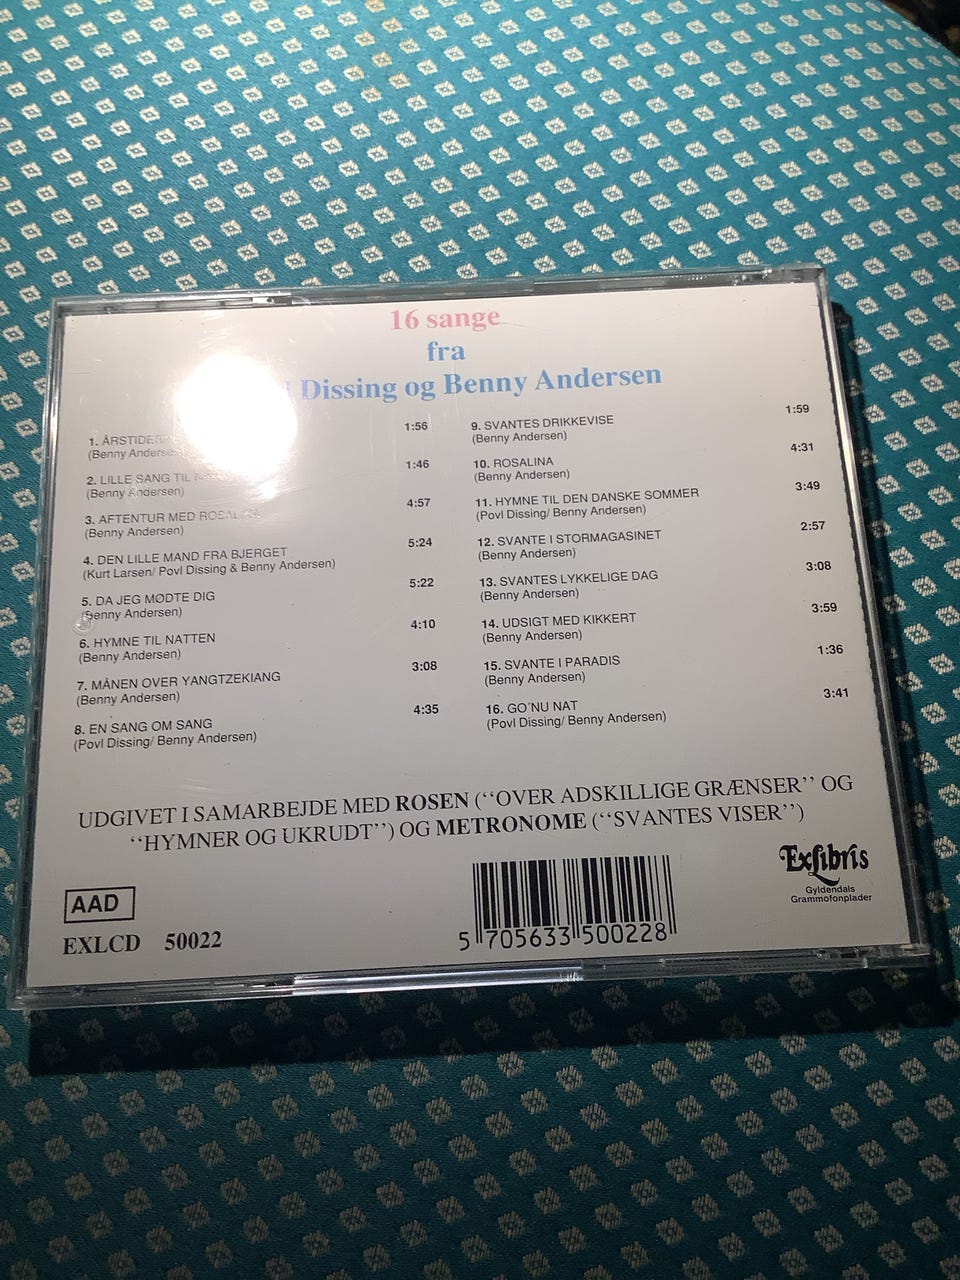 16 sange
fra
Dissing og Benny Andersen
1. 1:56
(Benny
2. LILLE SANG TIL 1:46
(Benny Andersen)
3. AFTENTUR MED 4:57
(Benny Andersen)
4. DEN LILLE MAND FRA BJERGET 5:24
(Kurt Larsen/ Povl Dissing & Benny Andersen)
5. DA JEG MØDTE DIG 5:22
(Benny Andersen)
6. HYMNE TIL NATTEN 4:10
(Benny Andersen)
7. MÅNEN OVER YANGTZEKIANG 3:08
(Benny Andersen)
8. EN SANG OM SANG 4:35
(Povl Dissing/ Benny Andersen)
9. SVANTES DRIKKEVISE 1:59
(Benny Andersen)
10. ROSALINA 4:31
(Benny Andersen)
11. HYMNE TIL DEN DANSKE SOMMER 3:49
(Povl Dissing/ Benny Andersen)
12. SVANTE I STORMAGASINET 2:57
(Benny Andersen)
13. SVANTES LYKKELIGE DAG 3:08
(Benny Andersen)
14. UDSIGT MED KIKKERT 3:59
(Benny Andersen)
15. SVANTE I PARADIS 1:36
(Benny Andersen)
16. GO´NU NAT 3:41
(Povl Dissing/ Benny Andersen)
UDGIVET I SAMARBEJDE MED ROSEN (‘‘OVER ADSKILLIGE GRÆNSER’’ OG
‘‘HYMNER OG UKRUDT’’) OG METRONOME (‘‘SVANTES VISER’’)
AAD
EXLCD 50022
5 705633 500228
Exlibris
Gyldendals
Grammofonplader